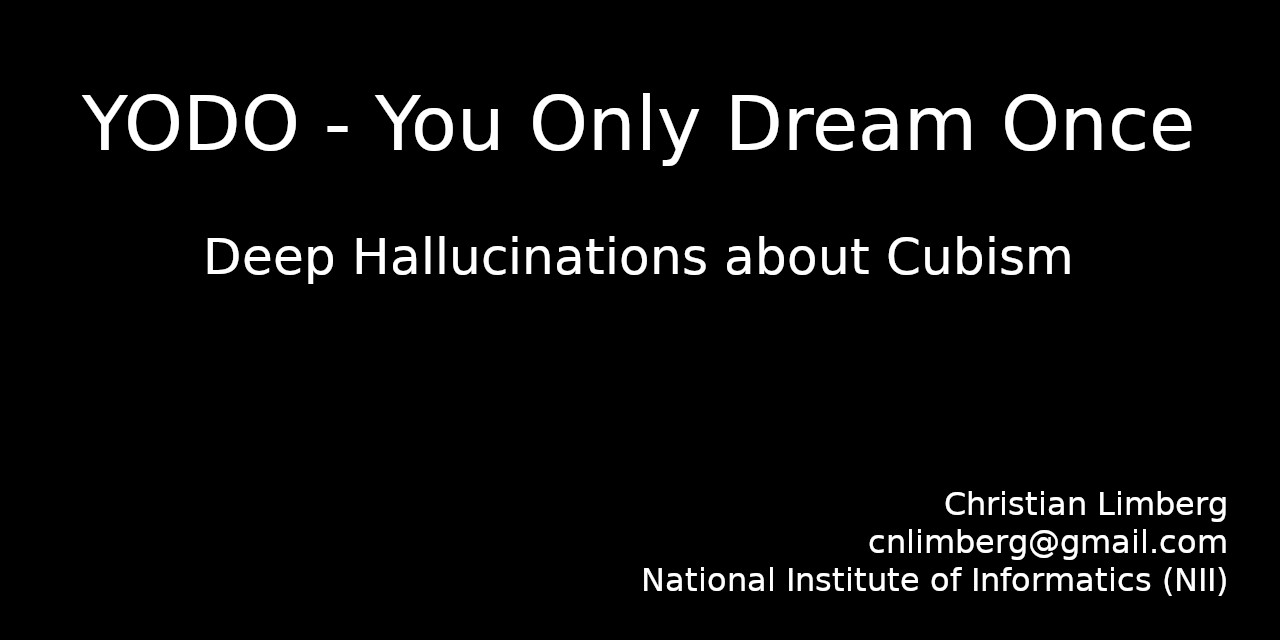 YODO - You Only Dream Once
Deep Hallucinations about Cubism
Christian Limberg
cnlimberg@gmail.com
National Institute of Informatics (NII)